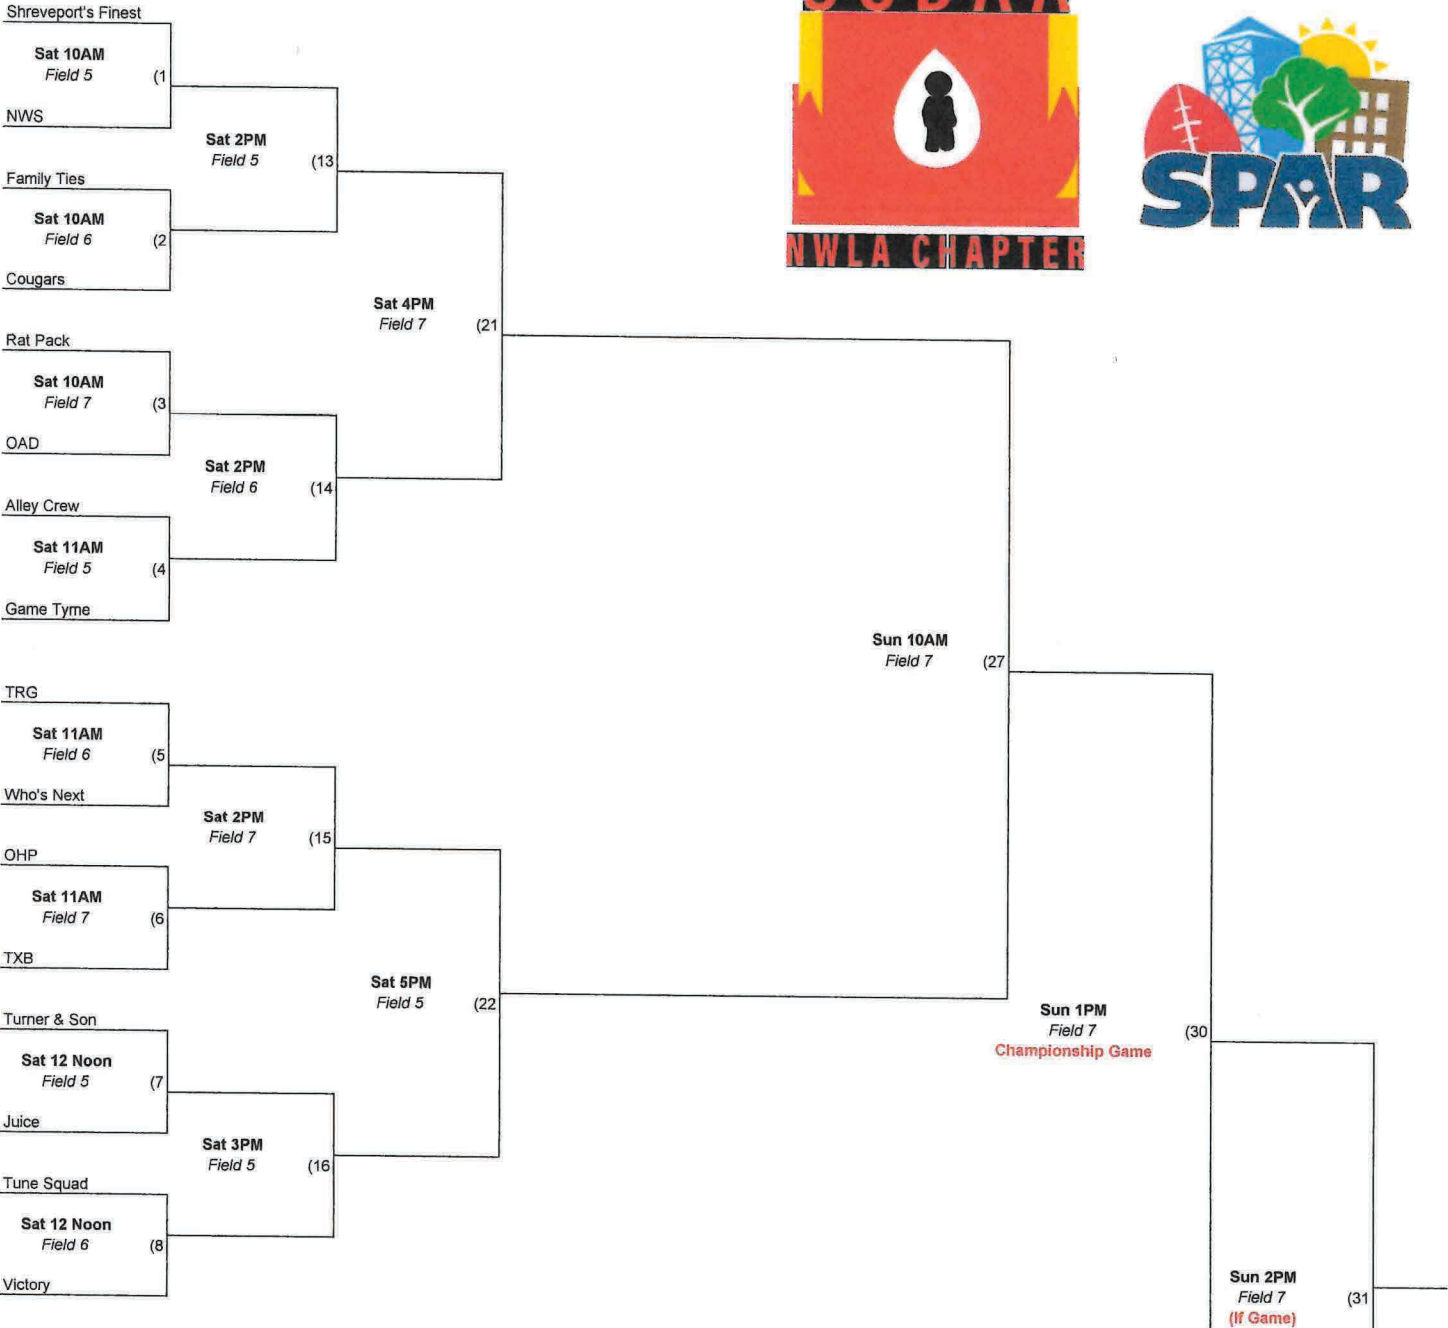 Shreveport's Finest
Sat 10AM
Field 5
(1
NWS
Sat 2PM
Field 5
(13
Family Ties
Sat 10AM
Field 6
(2
Cougars
Sat 4PM
Field 7
(21
Rat Pack
Sat 10AM
Field 7
(3
OAD
Sat 2PM
Field 6
(14
Alley Crew
Sat 11AM
Field 5
(4
Game Tyme
Sun 10AM
Field 7
(27
TRG
Sat 11AM
Field 6
(5
Who's Next
Sat 2PM
Field 7
(15
OHP
Sat 11AM
Field 7
(6
TXB
Sat 5PM
Field 5
(22
Turner & Son
Sat 12 Noon
Field 5
(7
Juice
Sat 3PM
Field 5
(16
Tune Squad
Sat 12 Noon
Field 6
(8
Victory
Sun 1PM
Field 7
Championship Game
(30
Sun 2PM
Field 7
(If Game)
(31
NWLA CHAPTER
SPAR